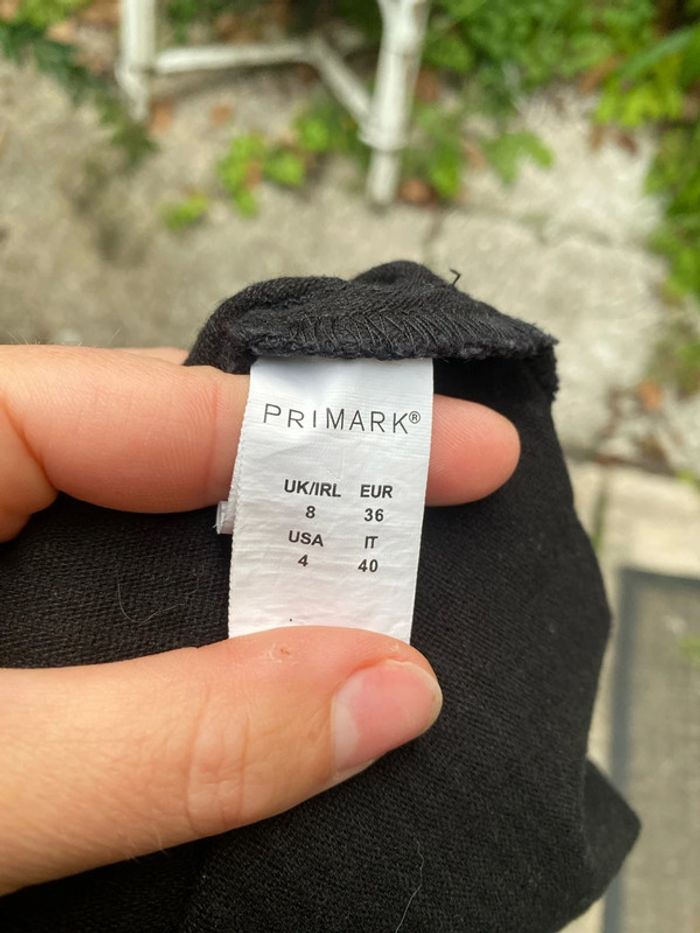 PRIMARK®
UK/IRL EUR
8 36
USA IT
4 40